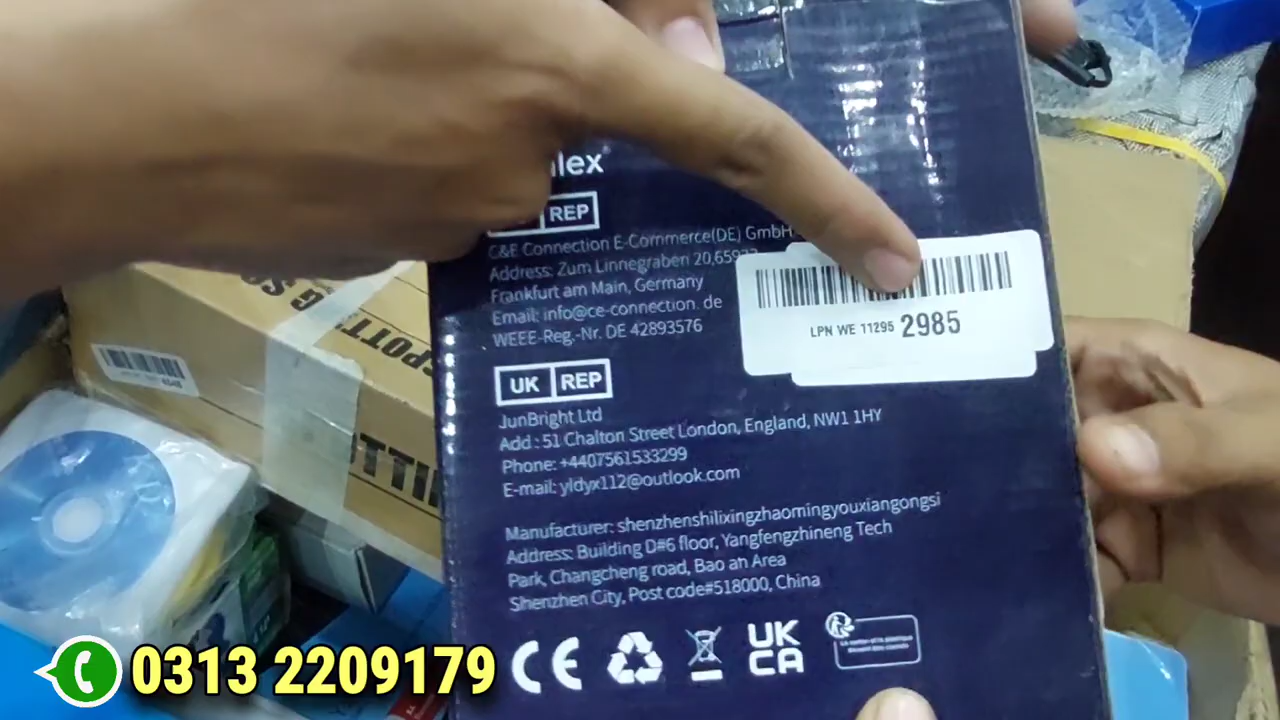 REP
C&E Connection E-Commerce(DE) GmbH
Address: Zum Linnegraben 20,65933
Frankfurt am Main, Germany
Email: info@ce-connection. de
WEEE-Reg.-Nr. DE 42893576
LPN WE 11295 2985
UK REP
JunBright Ltd
Add : 51 Chalton Street London, England, NW1 1HY
Phone: +4407561533299
E-mail: yldyx112@outlook.com
Manufacturer: shenzhenshilixingzhaomingyouxiangongsi
Address: Building D#6 floor, Yangfengzhineng Tech
Park, Changcheng road, Bao ah Area
Shenzhen City, Post code#518000, China
CE
UK
CA
0313 2209179